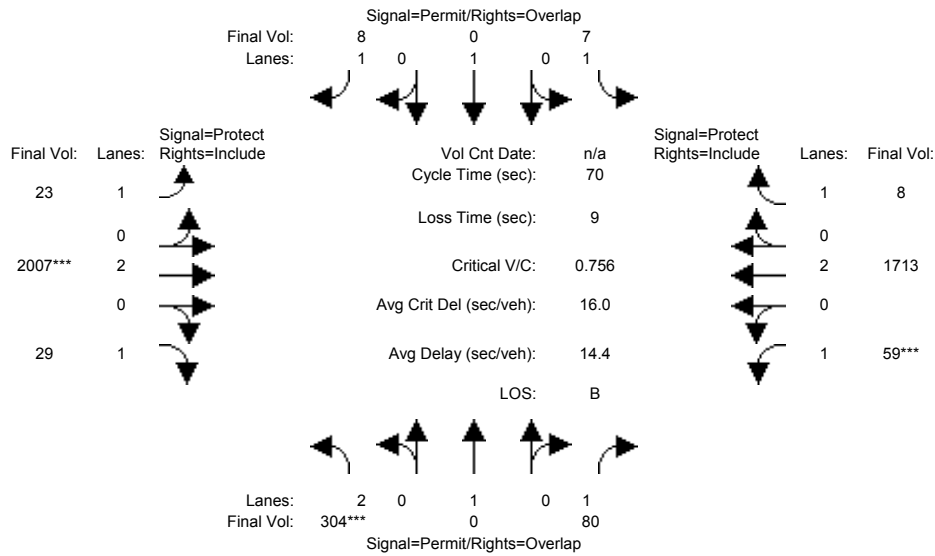 Signal=Permit/Rights=Overlap
Final Vol: 8 0 7
Lanes: 1 0 1 0 1
Signal=Protect Signal=Protect
Final Vol: Lanes: Rights=Include Vol Cnt Date: n/a Rights=Include Lanes: Final Vol:
Cycle Time (sec): 70
23 1 1 8
Loss Time (sec): 9
0 0
2007*** 2 Critical V/C: 0.756 2 1713
0 Avg Crit Del (sec/veh): 16.0 0
29 1 Avg Delay (sec/veh): 14.4 1 59***
LOS: B
Lanes: 2 0 1 0 1
Final Vol: 304*** 0 80
Signal=Permit/Rights=Overlap